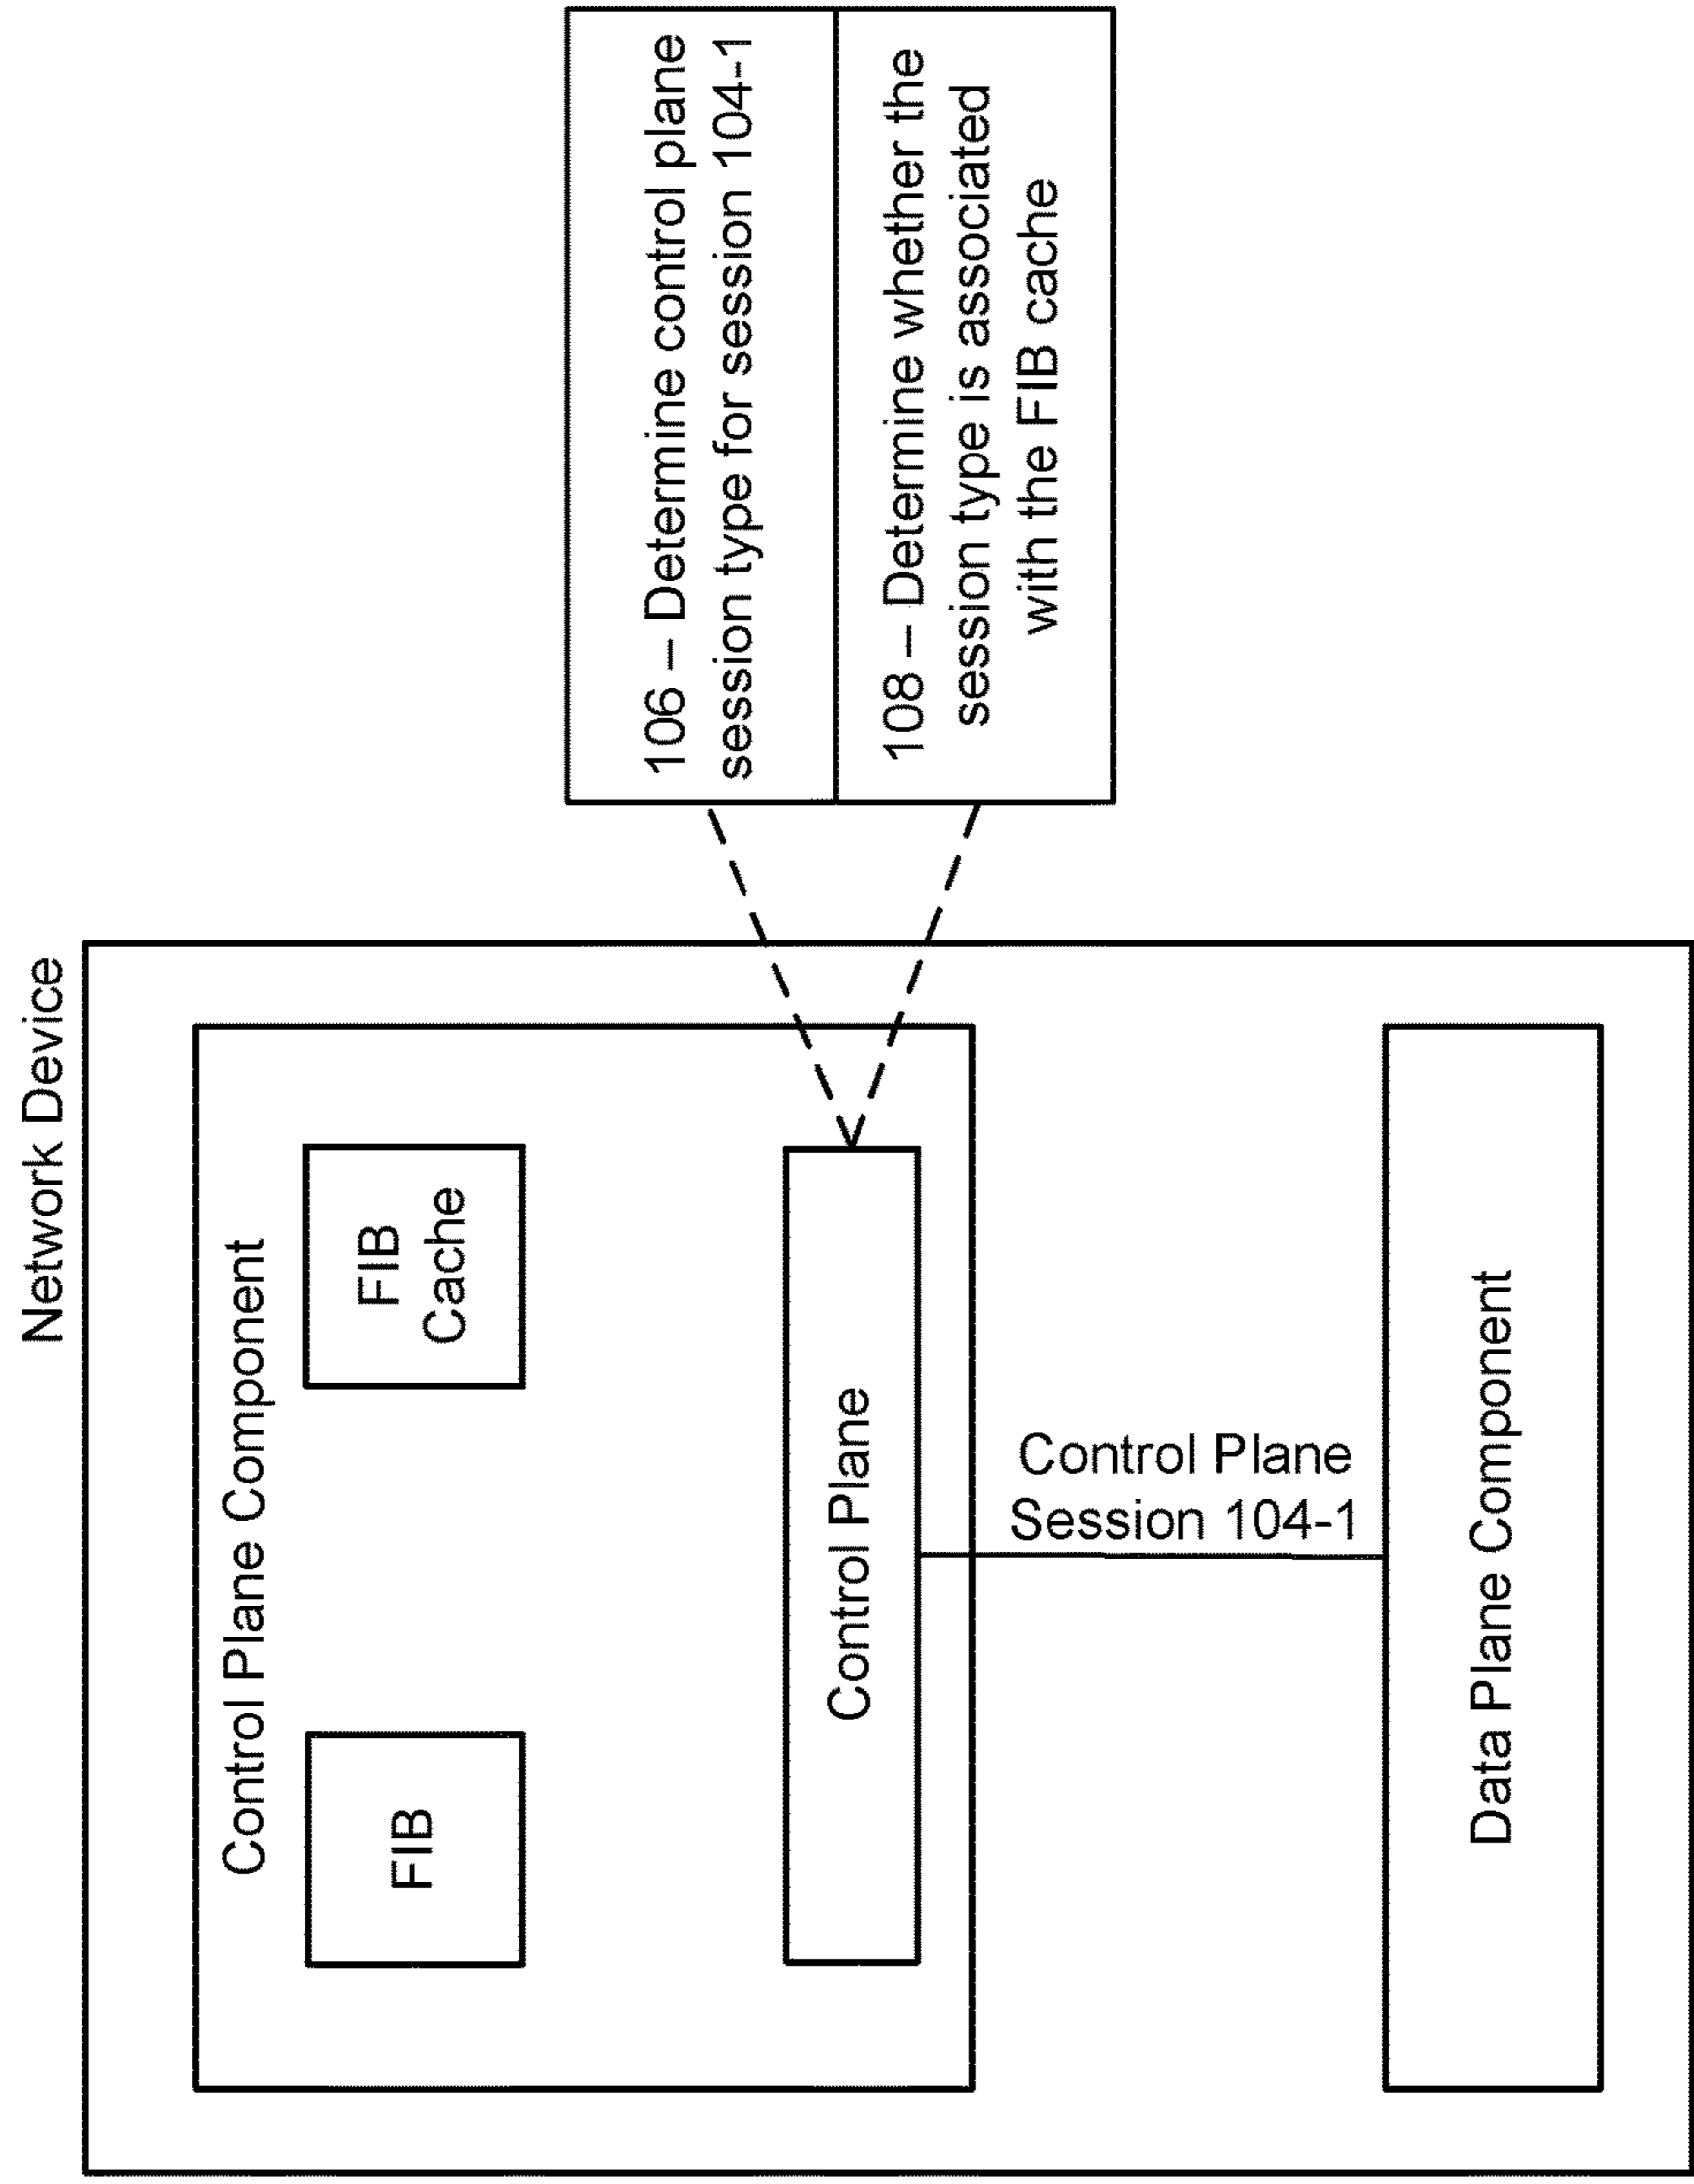 Network Device
Control Plane Component
FIB
FIB
Cache
Control Plane
Control Plane
Session 104-1
Data Plane Component
106 – Determine control plane
session type for session 104-1
108 – Determine whether the
session type is associated
with the FIB cache